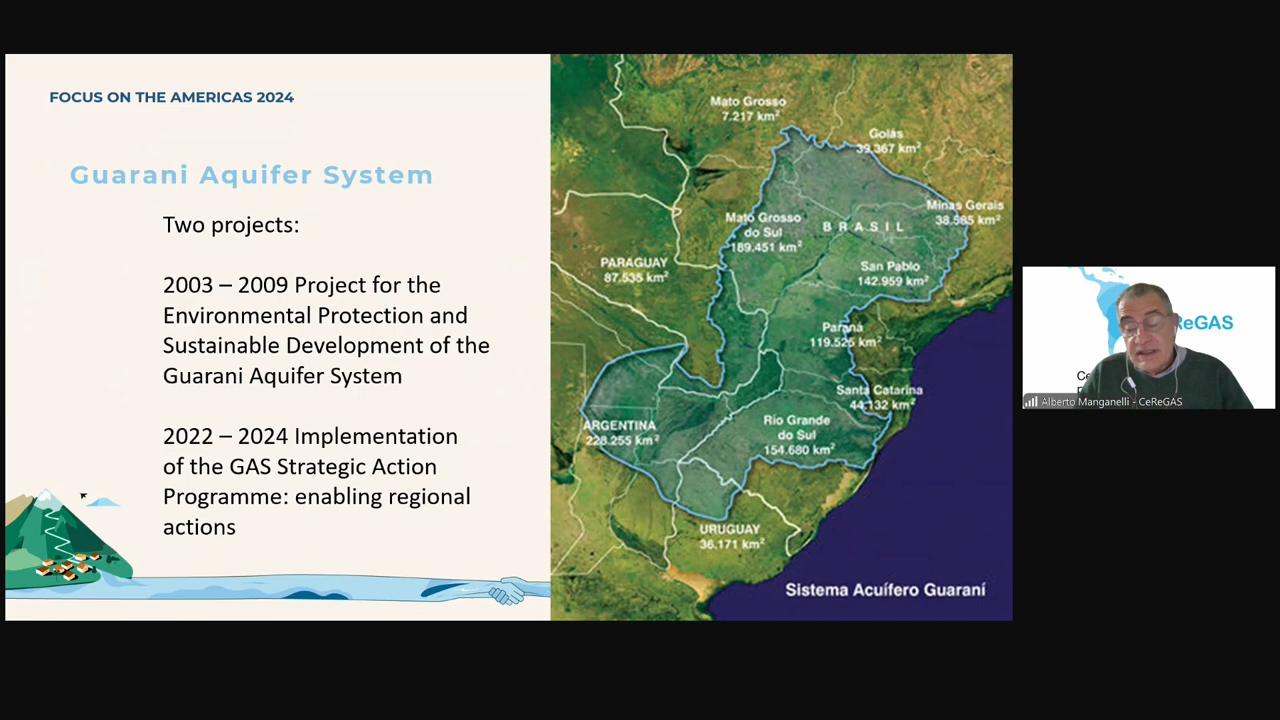 FOCUS ON THE AMERICAS 2024
Guarani Aquifer System
Two projects:
2003 – 2009 Project for the
Environmental Protection and
Sustainable Development of the
Guarani Aquifer System
2022 – 2024 Implementation
of the GAS Strategic Action
Programme: enabling regional
actions
Mato Grosso
7.217 km²
Goiás
39.367 km²
Minas Gerais
38.585 km²
Mato Grosso
do Sul
189.451 km²
BRASIL
PARAGUAY
87.535 km²
San Pablo
142.959 km²
Paraná
119.525 km²
Santa Catarina
44.132 km²
ARGENTINA
228.255 km²
Rio Grande
do Sul
154.680 km²
URUGUAY
36.171 km²
Sistema Acuífero Guaraní
ReGAS
Alberto Manganelli - CeReGAS